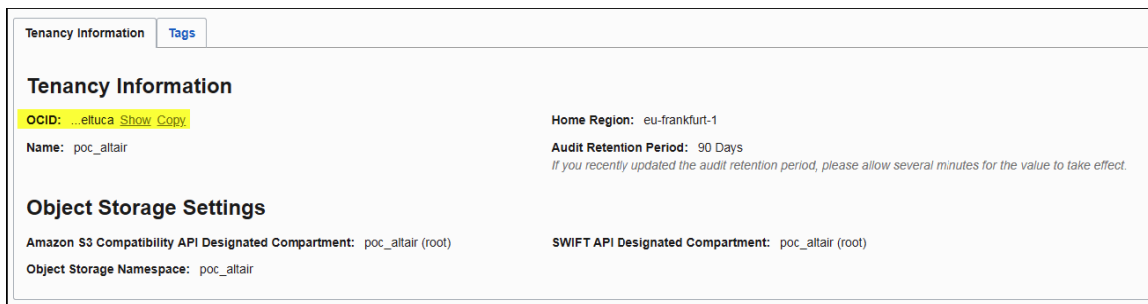 Tenancy Information
Tags
Tenancy Information
OCID: ...eltuca Show Copy
Home Region: eu-frankfurt-1
Name: poc_altair
Audit Retention Period: 90 Days
If you recently updated the audit retention period, please allow several minutes for the value to take effect.
Object Storage Settings
Amazon S3 Compatibility API Designated Compartment: poc_altair (root)
SWIFT API Designated Compartment: poc_altair (root)
Object Storage Namespace: poc_altair